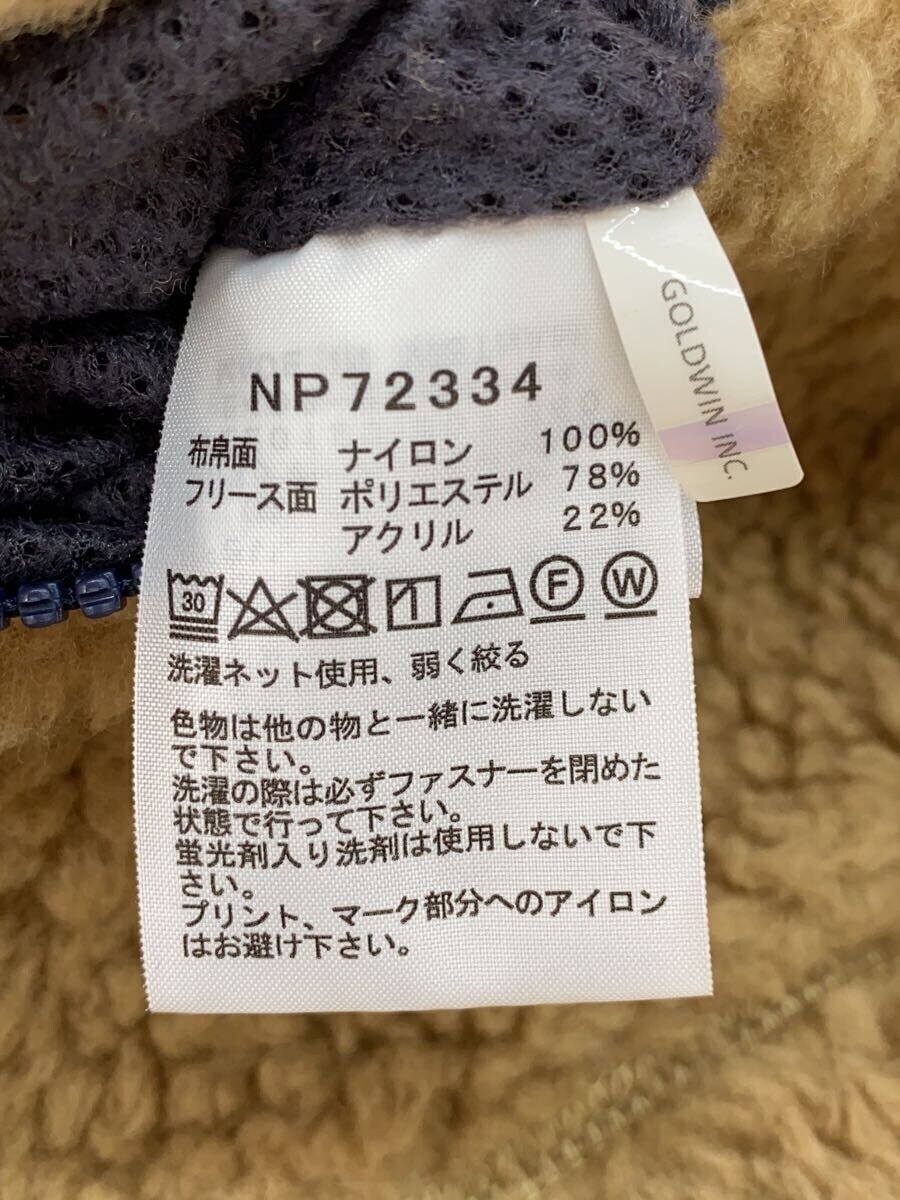 NP72334
布帛面 ナイロン 100%
フリース面 ポリエステル 78%
アクリル 22%
30 F W
洗濯ネット使用、弱く絞る
色物は他の物と一緒に洗濯しない
で下さい。
洗濯の際は必ずファスナーを閉めた
状態で行って下さい。
蛍光剤入り洗剤は使用しないで下
さい。
プリント、マーク部分へのアイロン
はお避け下さい。
GOLDWIN INC.